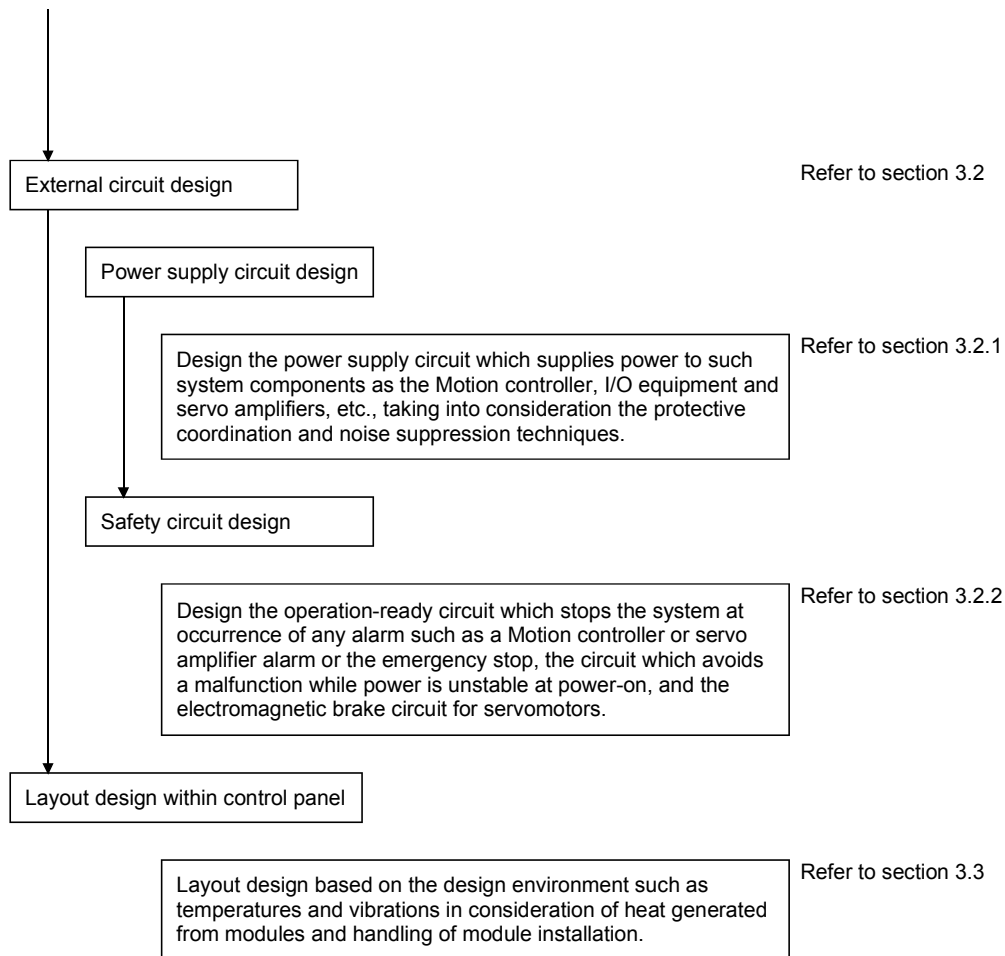 External circuit design
Refer to section 3.2
Power supply circuit design
Design the power supply circuit which supplies power to such
system components as the Motion controller, I/O equipment and
servo amplifiers, etc., taking into consideration the protective
coordination and noise suppression techniques.
Refer to section 3.2.1
Safety circuit design
Design the operation-ready circuit which stops the system at
occurrence of any alarm such as a Motion controller or servo
amplifier alarm or the emergency stop, the circuit which avoids
a malfunction while power is unstable at power-on, and the
electromagnetic brake circuit for servomotors.
Refer to section 3.2.2
Layout design within control panel
Layout design based on the design environment such as
temperatures and vibrations in consideration of heat generated
from modules and handling of module installation.
Refer to section 3.3